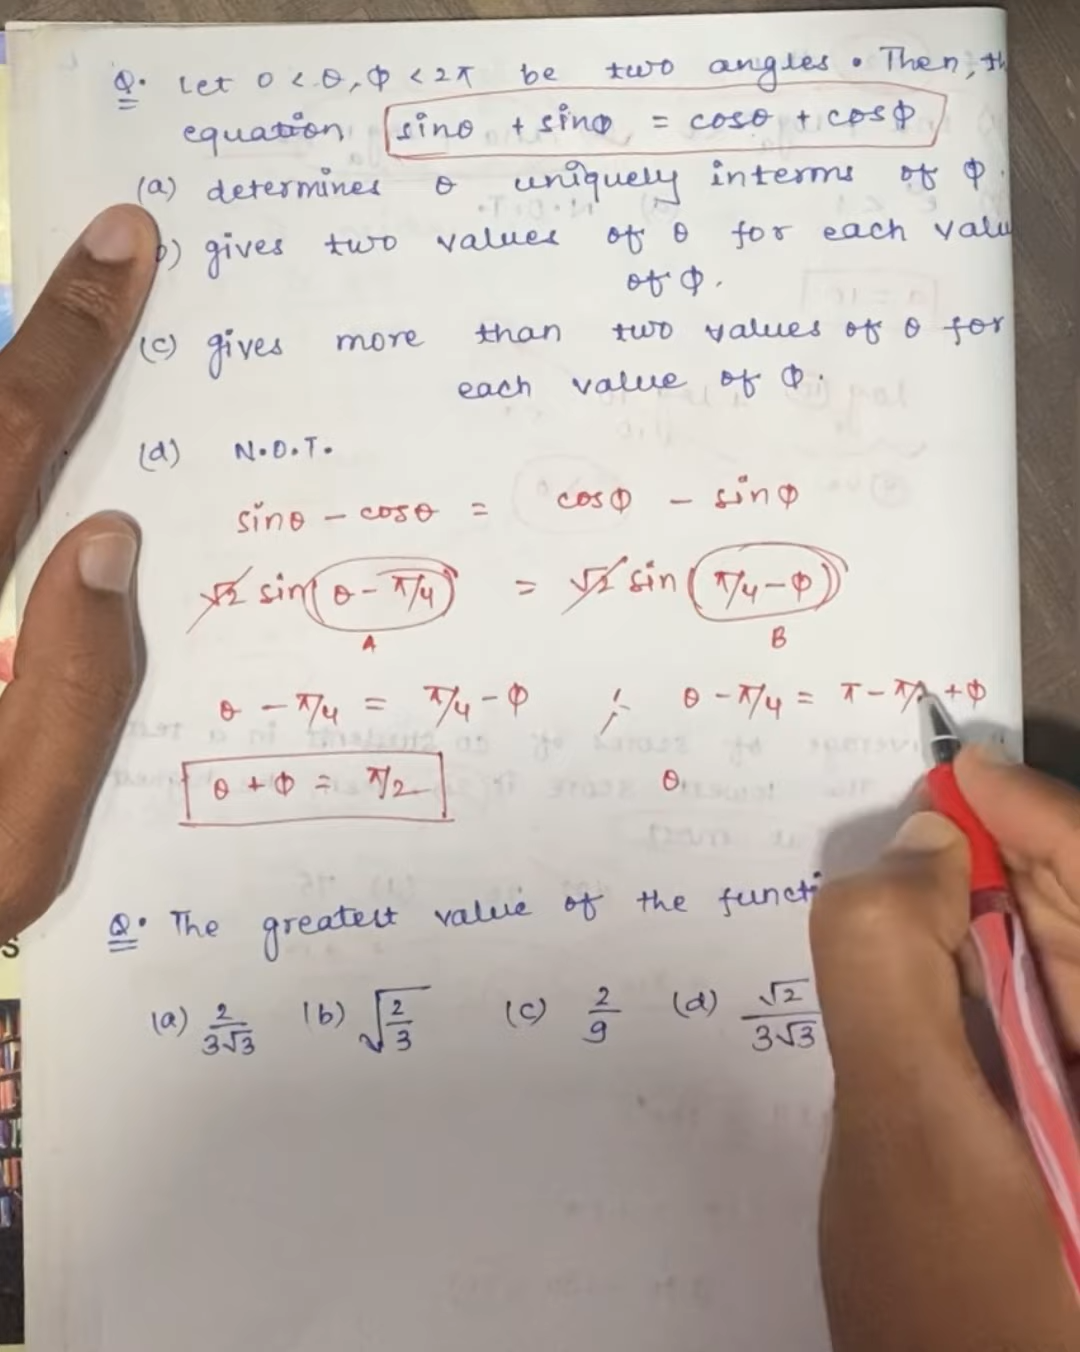 Q. Let 0 < θ, Φ < 2π be two angles. Then, th
equation sinθ + sinΦ = cosθ + cosΦ
(a) determines θ uniquely interms of Φ.
b) gives two values of θ for each valu
of Φ.
(c) gives more than two values of θ for
each value of Φ.
(d) N.O.T.
sinθ - cosθ = cosΦ - sinΦ
√2 sin(θ - π/4) = √2 sin(π/4 - Φ)
A B
θ - π/4 = π/4 - Φ ; θ - π/4 = π - π/4 + Φ
θ + Φ = π/2 θ
Q. The greatest value of the functi
(a) 2/3√3 (b) √2/3 (c) 2/9 (d) √2/3√3